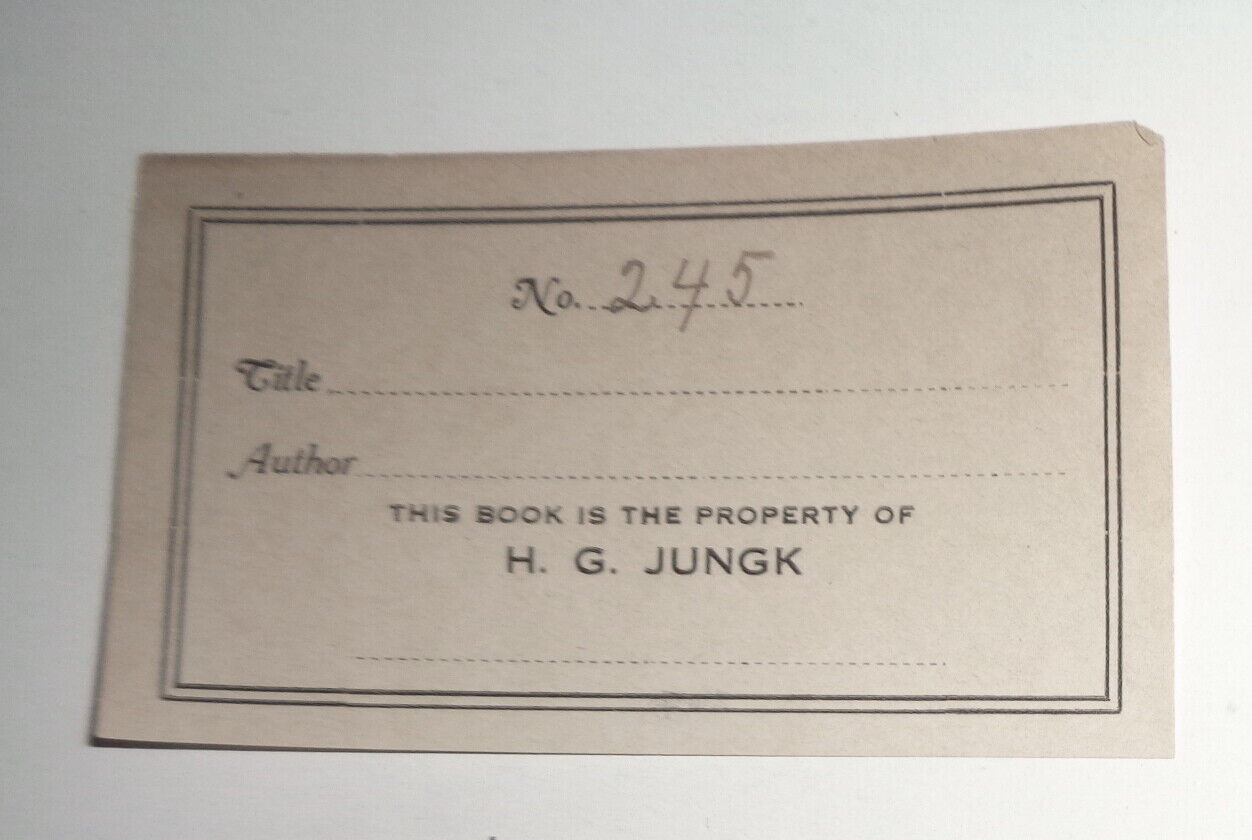 No. 245
Title
Author
THIS BOOK IS THE PROPERTY OF
H. G. JUNGK